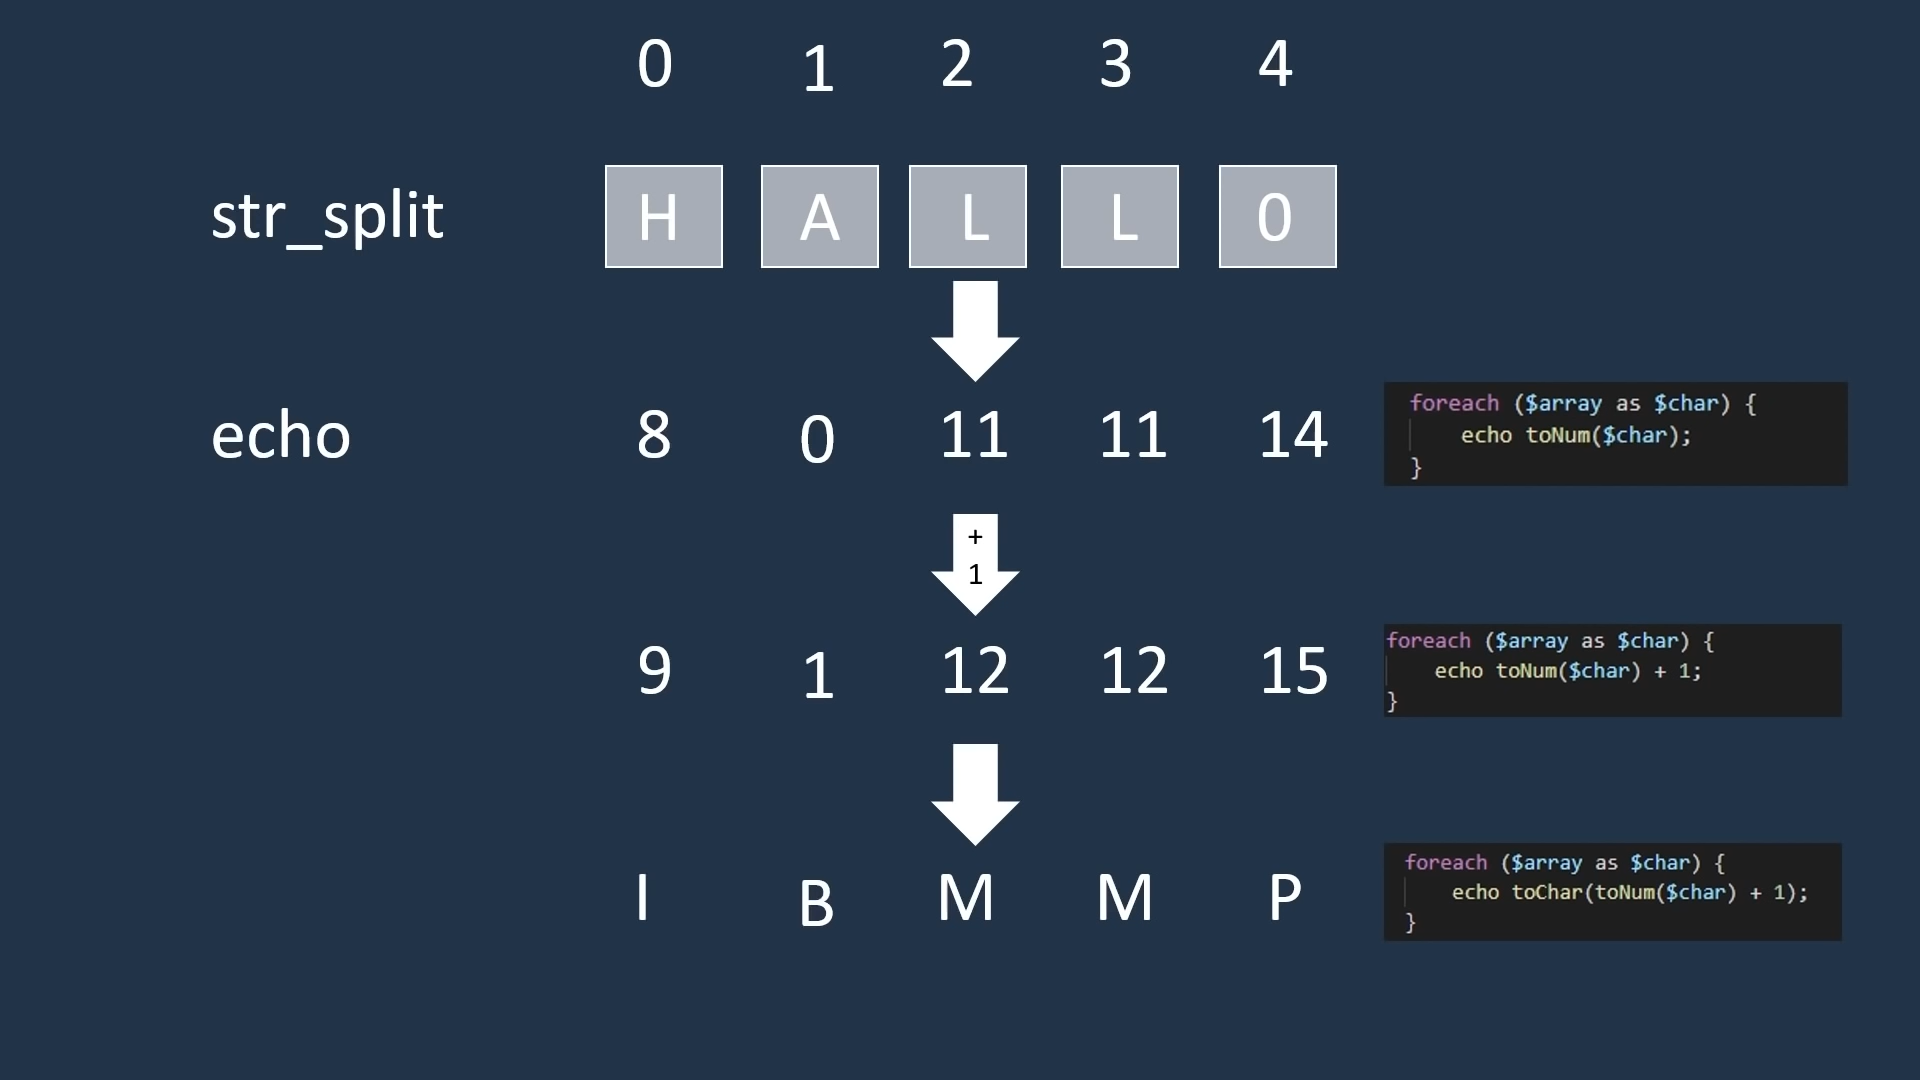 0 1 2 3 4
str_split H A L L O
echo 8 0 11 11 14
foreach ($array as $char) {
echo toNum($char);
}
+
1
9 1 12 12 15
foreach ($array as $char) {
echo toNum($char) + 1;
}
I B M M P
foreach ($array as $char) {
echo toChar(toNum($char) + 1);
}